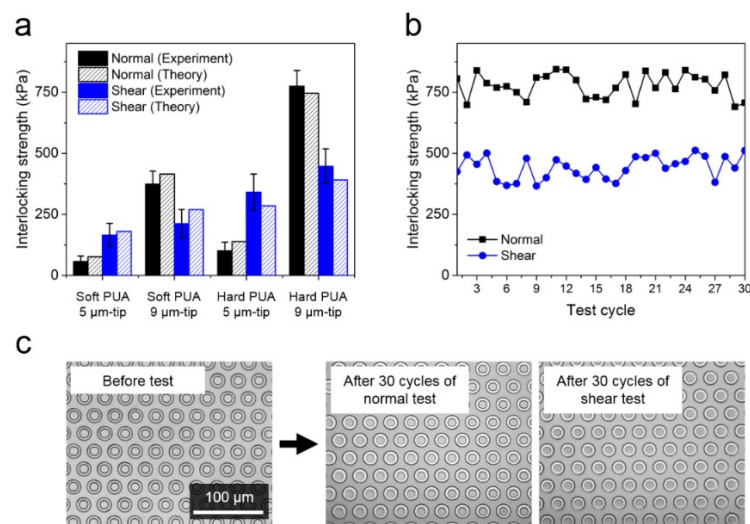 a
Interlocking strength (kPa)
750
500
250
0
Normal (Experiment)
Normal (Theory)
Shear (Experiment)
Shear (Theory)
Soft PUA
5 μm-tip
Soft PUA
9 μm-tip
Hard PUA
5 μm-tip
Hard PUA
9 μm-tip
b
Interlocking strength (kPa)
750
500
250
0
Normal
Shear
3 6 9 12 15 18 21 24 27 30
Test cycle
c
Before test
100 μm
After 30 cycles of
normal test
After 30 cycles of
shear test